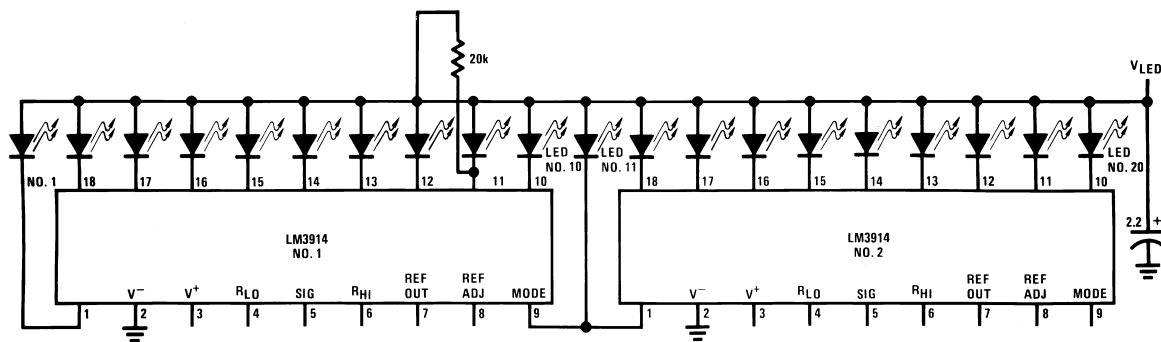 20k
V LED
NO. 1 LED NO. 10 LED NO. 11 LED NO. 20
18 17 16 15 14 13 12 11 10 18 17 16 15 14 13 12 11 10
2.2 +
LM3914 NO. 1
LM3914 NO. 2
V− V+ RLO SIG RHI REF OUT REF ADJ MODE
1 2 3 4 5 6 7 8 9
V− V+ RLO SIG RHI REF OUT REF ADJ MODE
1 2 3 4 5 6 7 8 9